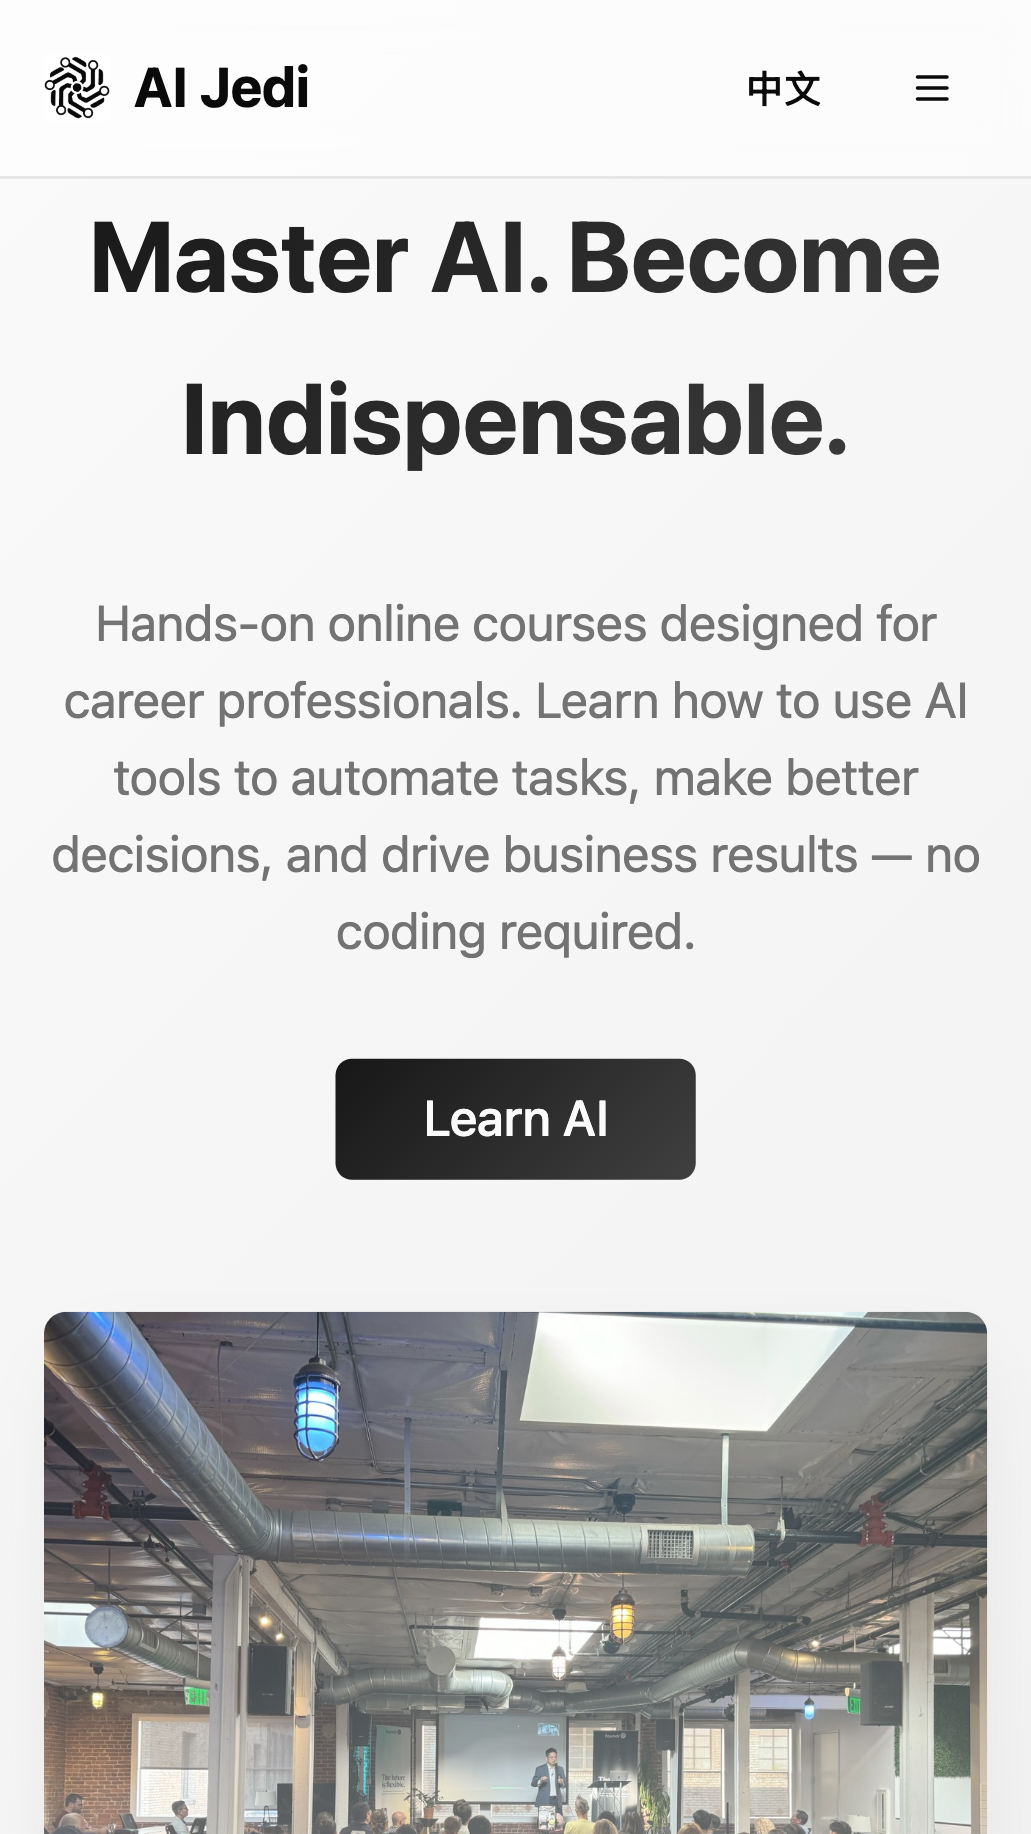 AI Jedi
中文
Master AI. Become
Indispensable.
Hands-on online courses designed for
career professionals. Learn how to use AI
tools to automate tasks, make better
decisions, and drive business results — no
coding required.
Learn AI
The future
is flexible.